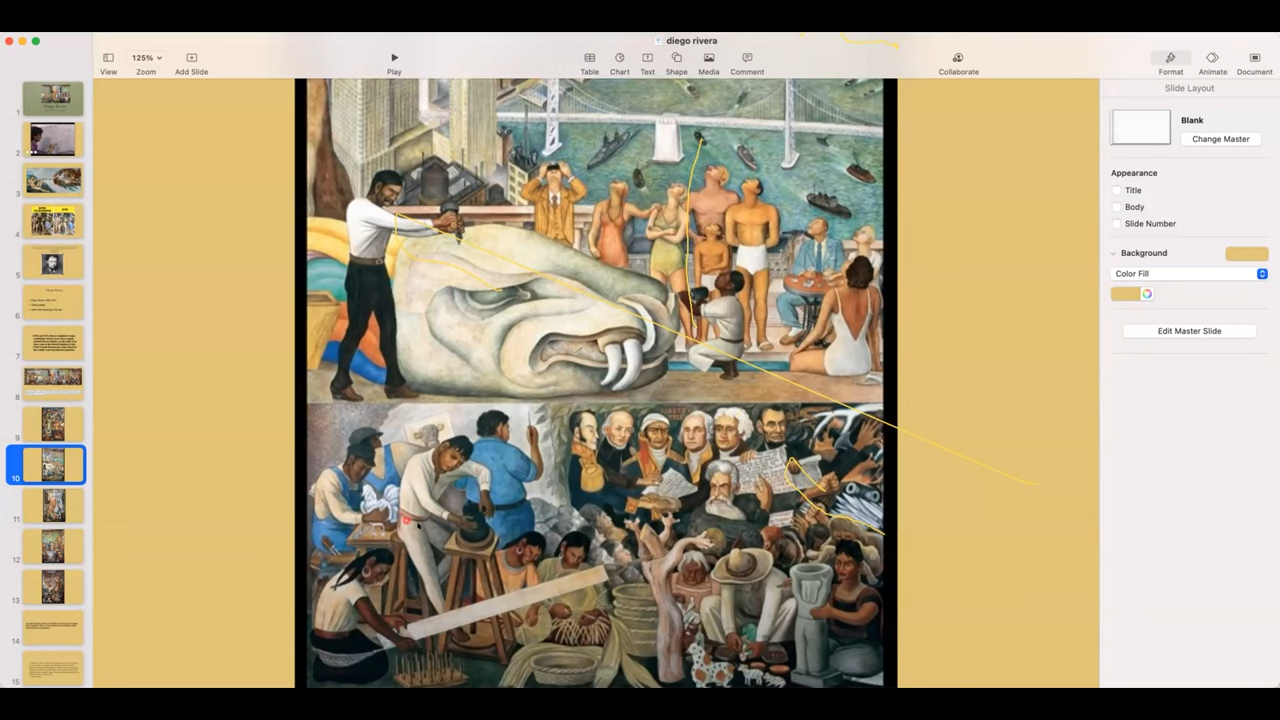 diego rivera
125%
View
Zoom
Add Slide
Play
Table
Chart
Text
Shape
Media
Comment
Collaborate
Format
Animate
Document
Slide Layout
Blank
Change Master
Appearance
Title
Body
Slide Number
Background
Color Fill
Edit Master Slide
1
2
3
4
5
6
7
8
9
10
11
12
13
14
15